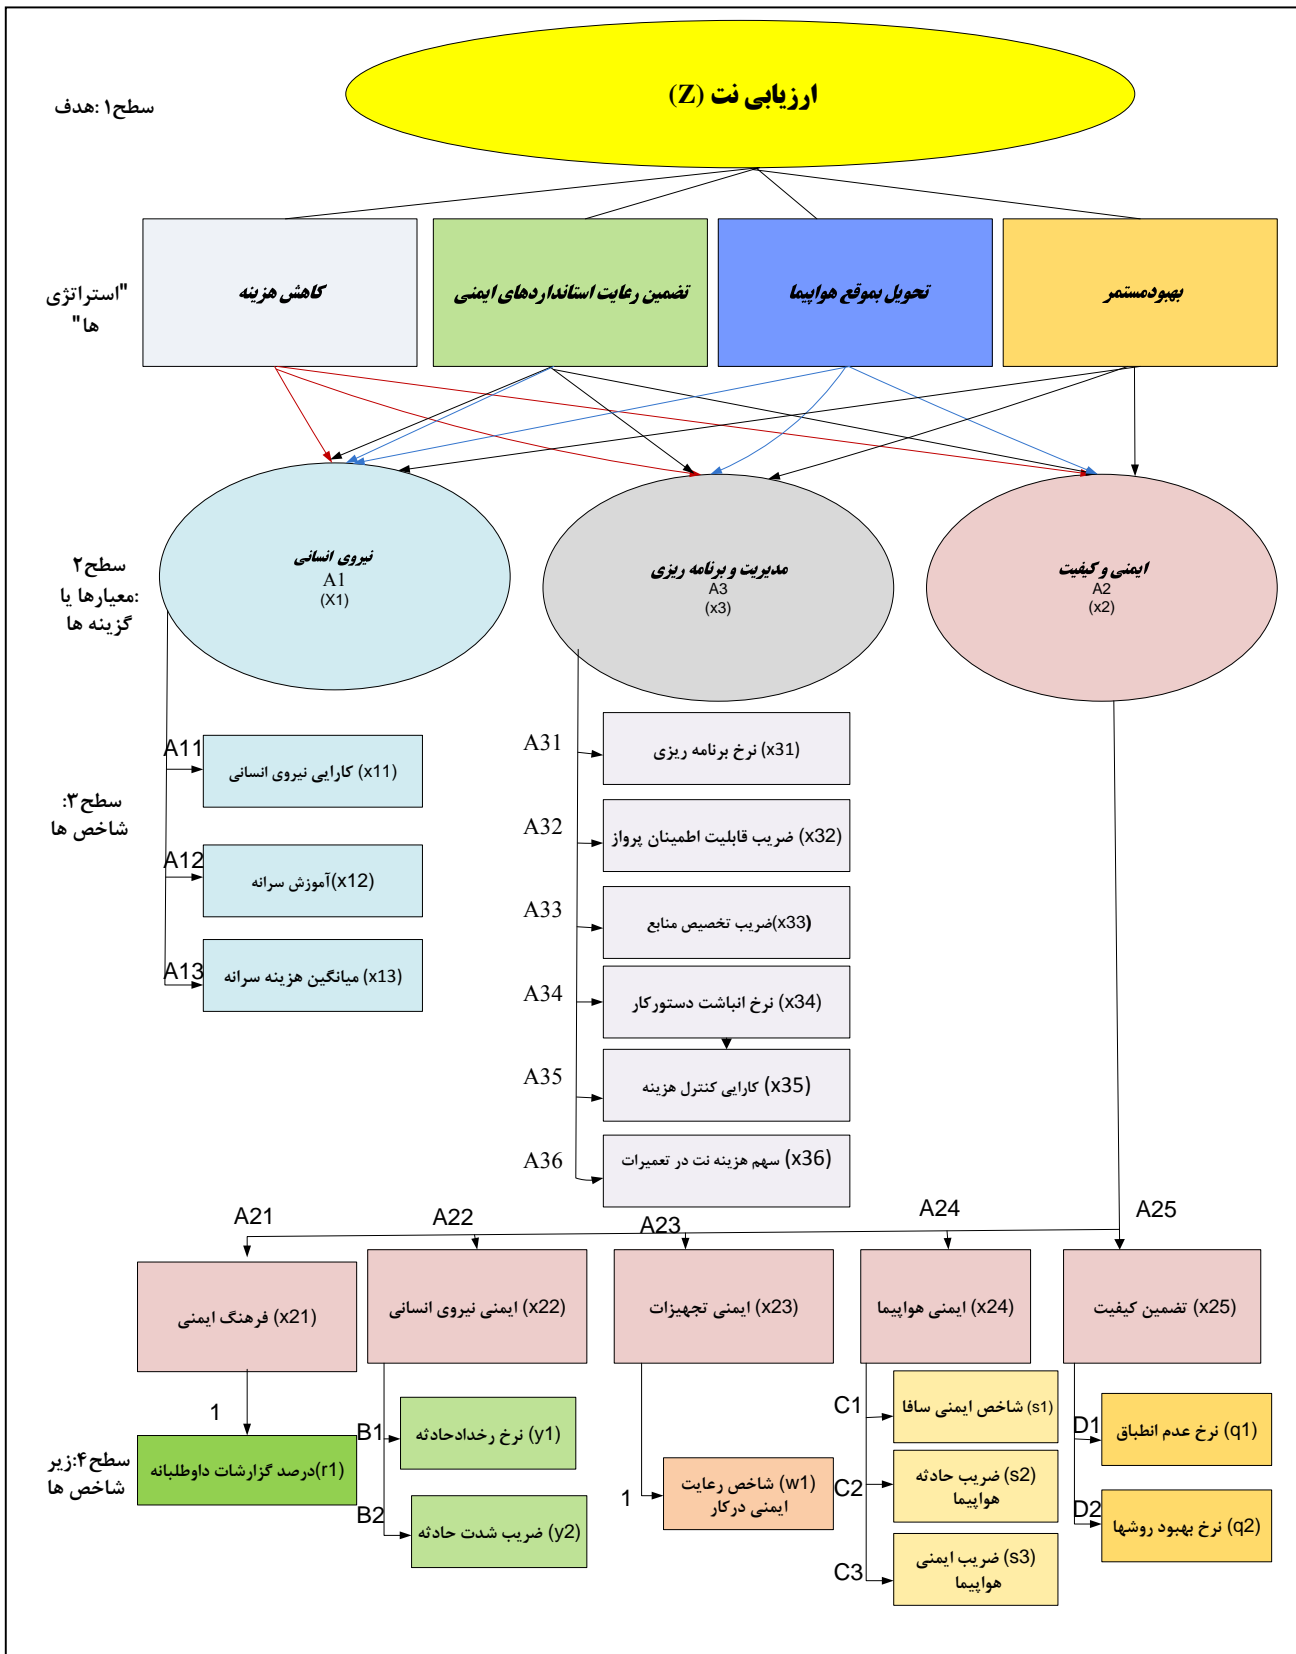 ارزیابی نت (Z)
سطح۱ :هدف
کاهش هزینه
تضمین رعایت استانداردهای ایمنی
تحویل بموقع هواپیما
بهبودمستمر
"استراتژی
ها"
نیروی انسانی
A1
(X1)
مدیریت و برنامه ریزی
A3
(x3)
ایمنی و کیفیت
A2
(x2)
سطح۲
:معیارها یا
گزینه ها
A11
(x11) کارایی نیروی انسانی
A12
(x12)آموزش سرانه
A13
(x13) میانگین هزینه سرانه
سطح۳:
شاخص ها
A31
(x31) نرخ برنامه ریزی
A32
(x32) ضریب قابلیت اطمینان پرواز
A33
(x33)ضریب تخصیص منابع
A34
(x34) نرخ انباشت دستورکار
A35
(x35) کارایی کنترل هزینه
A36
(x36) سهم هزینه نت در تعمیرات
A21
A22
A23
A24
A25
(x21) فرهنگ ایمنی
(x22) ایمنی نیروی انسانی
(x23) ایمنی تجهیزات
(x24) ایمنی هواپیما
(x25) تضمین کیفیت
سطح۴:زیر
شاخص ها
1
(r1)درصد گزارشات داوطلبانه
B1
(y1) نرخ رخدادحادثه
B2
(y2) ضریب شدت حادثه
1
(w1) شاخص رعایت
ایمنی درکار
C1
(s1) شاخص ایمنی سافا
C2
(s2) ضریب حادثه
هواپیما
C3
(s3) ضریب ایمنی
هواپیما
D1
(q1) نرخ عدم انطباق
D2
(q2) نرخ بهبود روشها